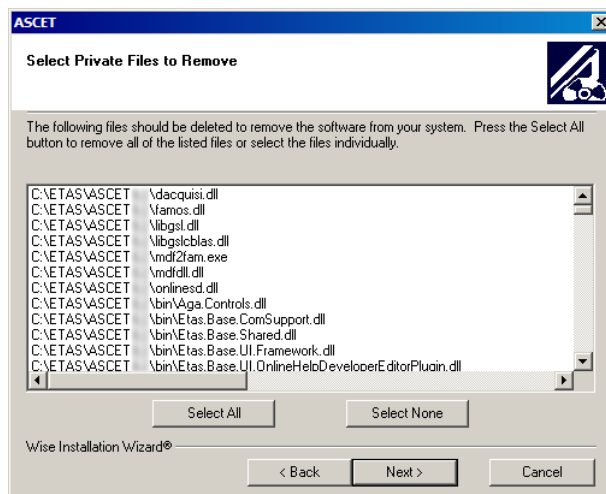 ASCET
Select Private Files to Remove
The following files should be deleted to remove the software from your system. Press the Select All
button to remove all of the listed files or select the files individually.
C:\ETAS\ASCET \dacquisi.dll
C:\ETAS\ASCET \famos.dll
C:\ETAS\ASCET \libgsl.dll
C:\ETAS\ASCET \libgslcblas.dll
C:\ETAS\ASCET \mdf2fam.exe
C:\ETAS\ASCET \mdfdll.dll
C:\ETAS\ASCET \onlinesd.dll
C:\ETAS\ASCET \bin\Aga.Controls.dll
C:\ETAS\ASCET \bin\Etas.Base.ComSupport.dll
C:\ETAS\ASCET \bin\Etas.Base.Shared.dll
C:\ETAS\ASCET \bin\Etas.Base.UI.Framework.dll
C:\ETAS\ASCET \bin\Etas.Base.UI.OnlineHelpDeveloperEditorPlugin.dll
Select All Select None
Wise Installation Wizard®
< Back Next > Cancel